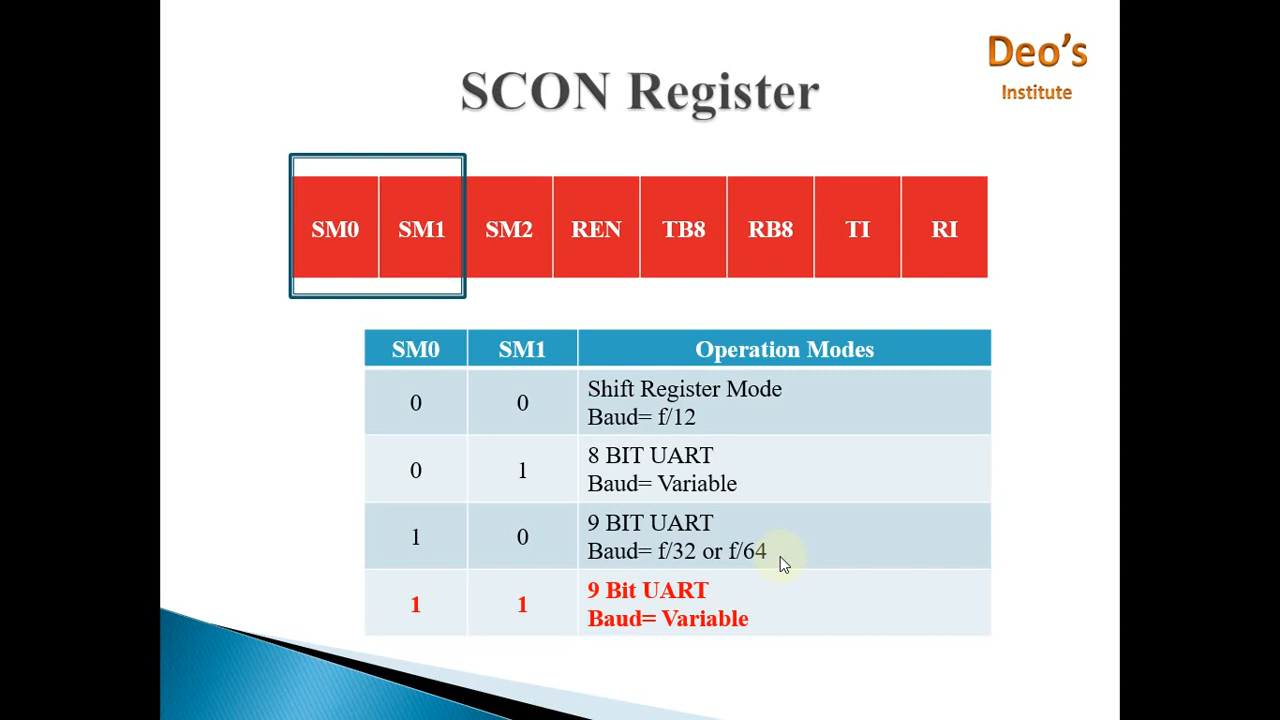 Deo's
Institute
SCON Register
SM0 SM1 SM2 REN TB8 RB8 TI RI
SM0 SM1 Operation Modes
0 0 Shift Register Mode
Baud= f/12
0 1 8 BIT UART
Baud= Variable
1 0 9 BIT UART
Baud= f/32 or f/64
1 1 9 Bit UART
Baud= Variable